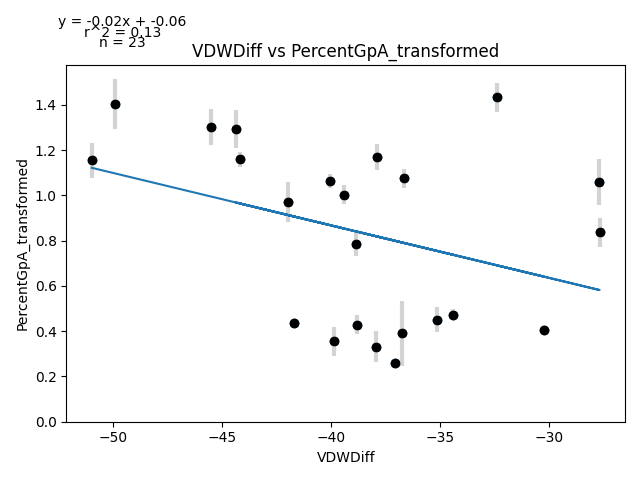 y = -0.02x + -0.06
r^2 = 0.13
n = 23
VDWDiff vs PercentGpA_transformed
PercentGpA_transformed
1.4
1.2
1.0
0.8
0.6
0.4
0.2
0.0
−50
−45
−40
−35
−30
VDWDiff